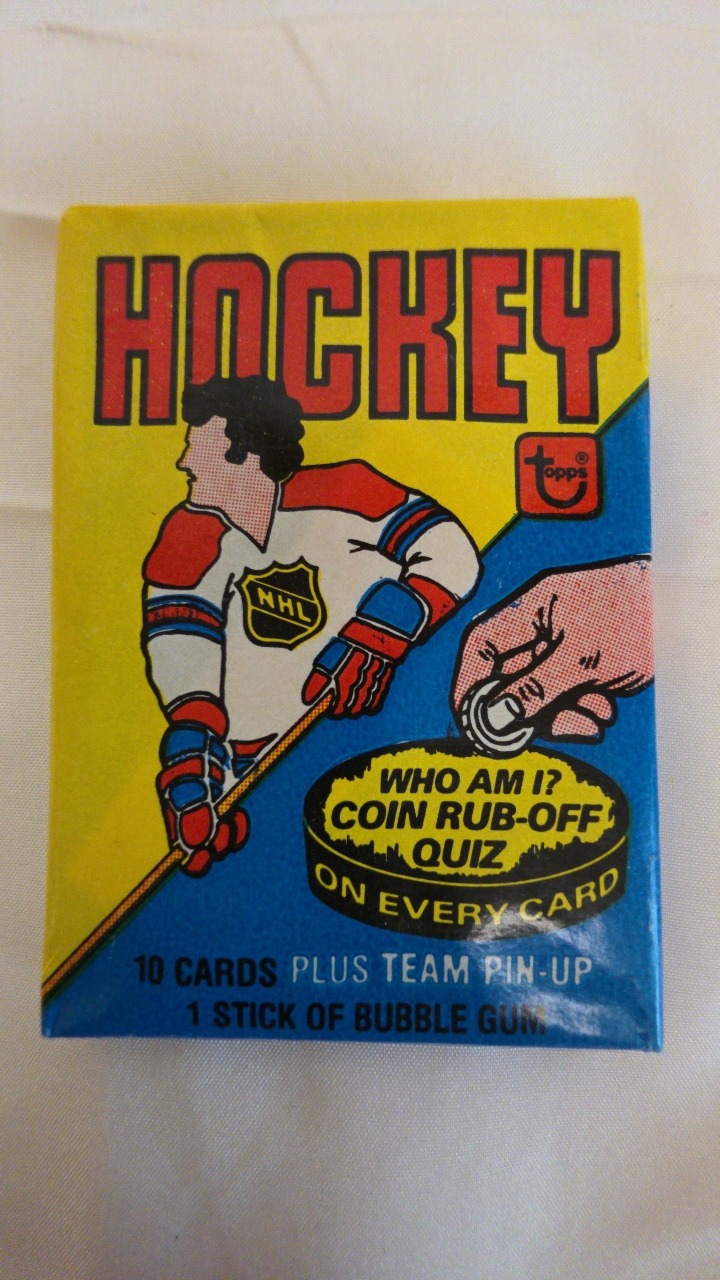 HOCKEY
topps®
NHL
WHO AM I?
COIN RUB-OFF
QUIZ
ON EVERY CARD
10 CARDS PLUS TEAM PIN-UP
1 STICK OF BUBBLE GUM